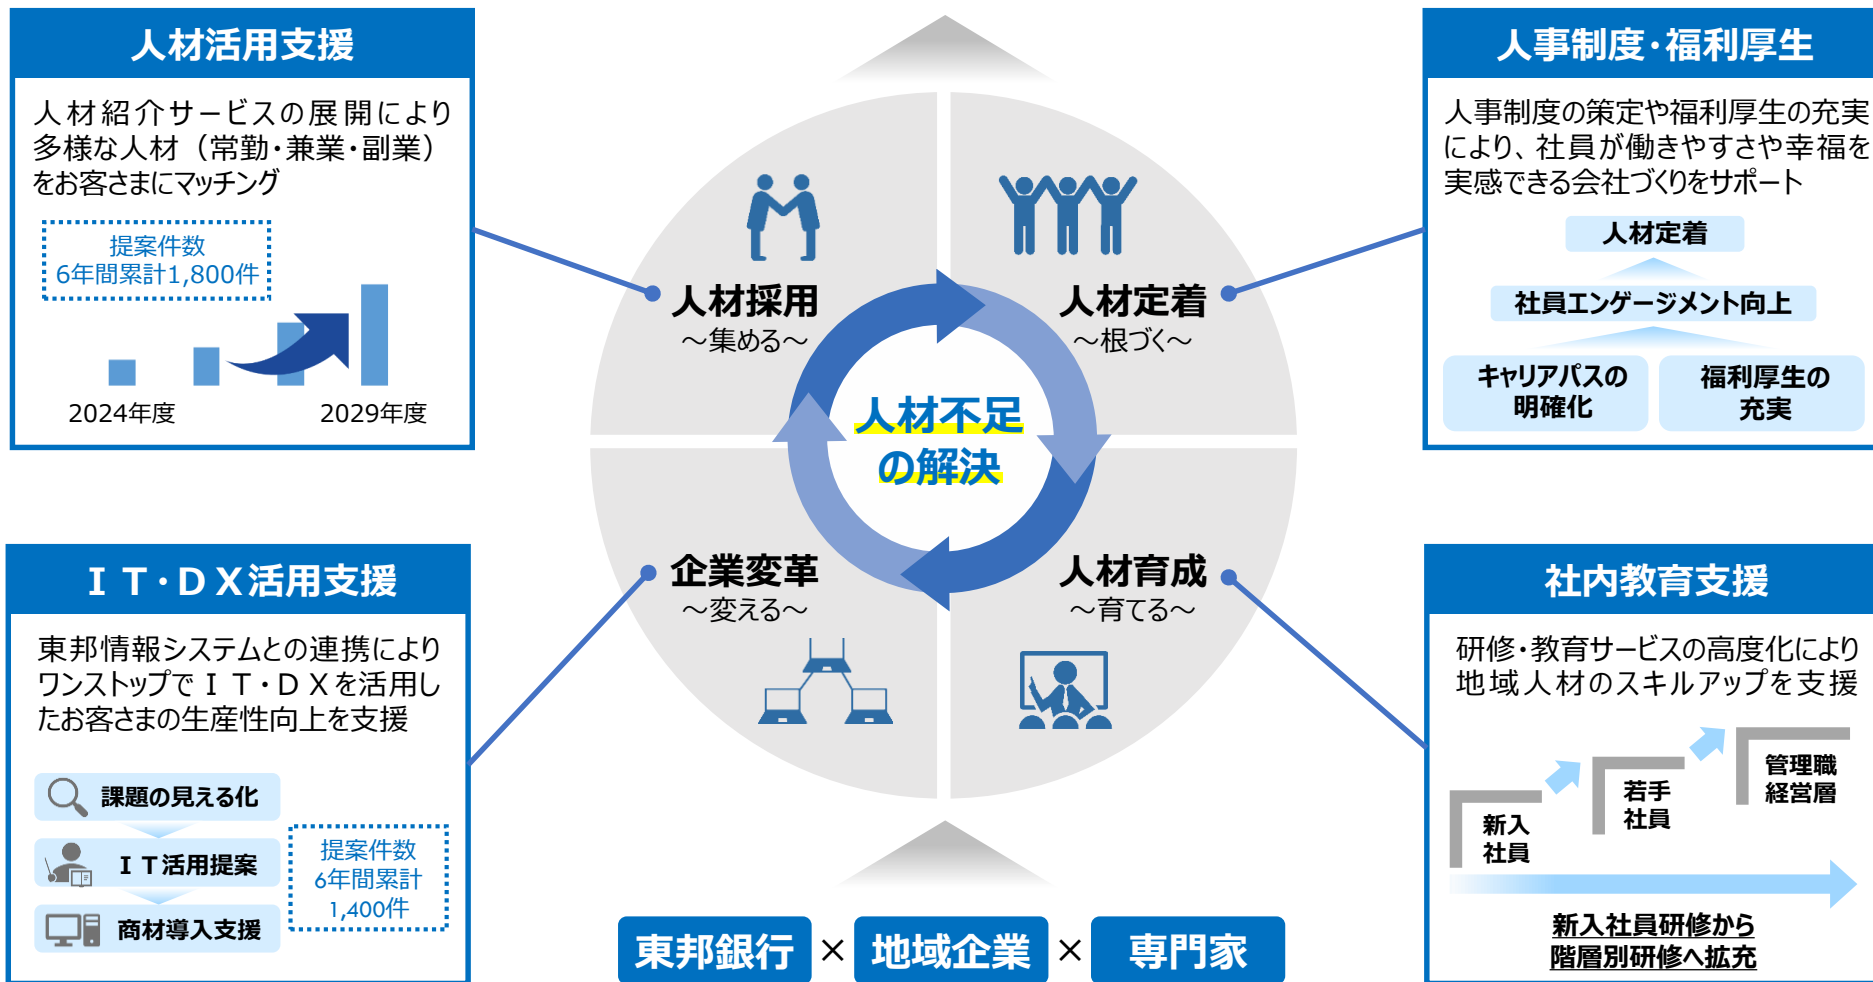 人材活用支援
人材紹介サービスの展開により
多様な人材（常勤・兼業・副業）
をお客さまにマッチング
提案件数
6年間累計1,800件
2024年度
2029年度
人事制度・福利厚生
人事制度の策定や福利厚生の充実
により、社員が働きやすさや幸福を
実感できる会社づくりをサポート
人材定着
社員エンゲージメント向上
キャリアパスの
明確化
福利厚生の
充実
人材採用
～集める～
人材定着
～根づく～
人材不足
の解決
企業変革
～変える～
人材育成
～育てる～
ＩＴ・ＤＸ活用支援
東邦情報システムとの連携により
ワンストップでＩＴ・ＤＸを活用し
たお客さまの生産性向上を支援
課題の見える化
ＩＴ活用提案
商材導入支援
提案件数
6年間累計
1,400件
社内教育支援
研修・教育サービスの高度化により
地域人材のスキルアップを支援
新入
社員
若手
社員
管理職
経営層
新入社員研修から
階層別研修へ拡充
東邦銀行 × 地域企業 × 専門家